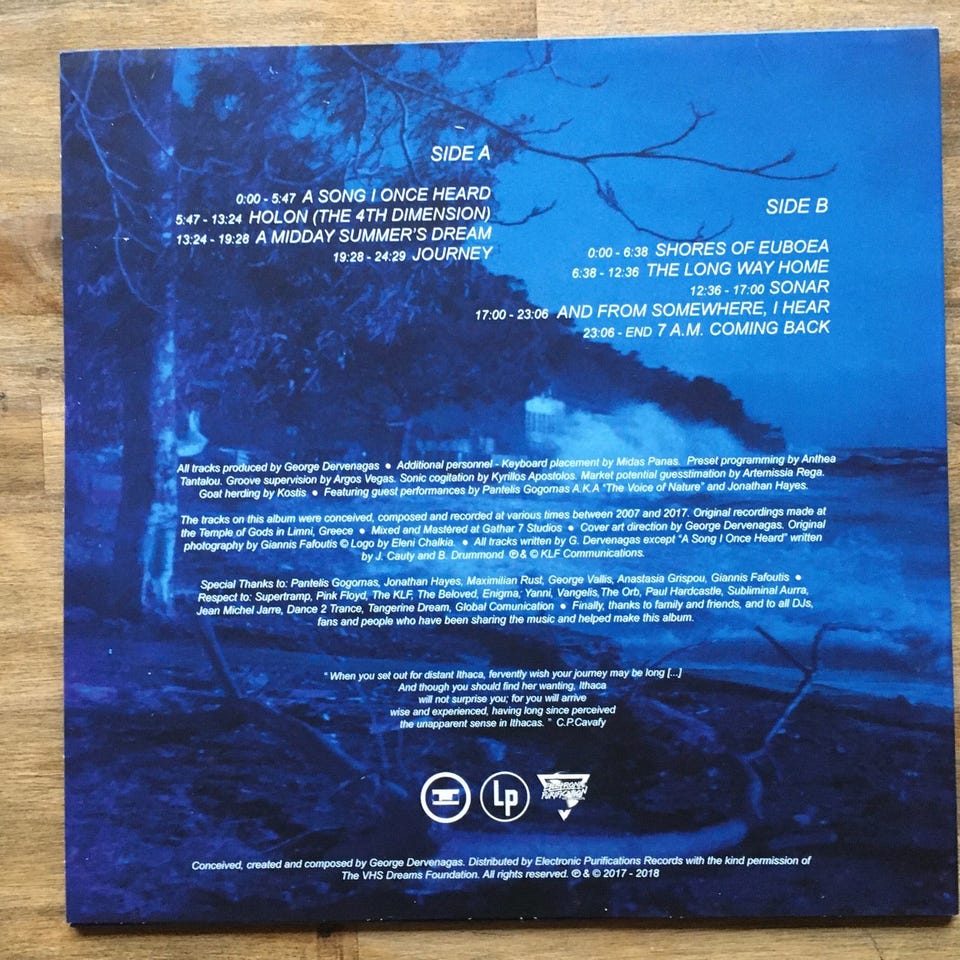 SIDE A
0:00 - 5:47 A SONG I ONCE HEARD
5:47 - 13:24 HOLON (THE 4TH DIMENSION)
13:24 - 19:28 A MIDDAY SUMMER'S DREAM
19:28 - 24:29 JOURNEY
SIDE B
0:00 - 6:38 SHORES OF EUBOEA
6:38 - 12:36 THE LONG WAY HOME
12:36 - 17:00 SONAR
17:00 - 23:06 AND FROM SOMEWHERE, I HEAR
23:06 - END 7 A.M. COMING BACK
All tracks produced by George Dervenagas ● Additional personnel - Keyboard placement by Midas Panas. Preset programming by Anthea
Tantalou. Groove supervision by Argos Vegas. Sonic cogitation by Kyrillos Apostolos. Market potential guesstimation by Artemissia Rega.
Goat herding by Kostis ● Featuring guest performances by Pantelis Gogornas A.K.A "The Voice of Nature" and Jonathan Hayes.
The tracks on this album were conceived, composed and recorded at various times between 2007 and 2017. Original recordings made at
the Temple of Gods in Limni, Greece ● Mixed and Mastered at Gathar 7 Studios ● Cover art direction by George Dervenagas. Original
photography by Giannis Fafoutis © Logo by Eleni Chalkia. ● All tracks written by G. Dervenagas except "A Song I Once Heard" written
by J. Cauty and B. Drummond ℗ & © KLF Communications.
Special Thanks to: Pantelis Gogornas, Jonathan Hayes, Maximilian Rust, George Vallis, Anastasia Grispou, Giannis Fafoutis ●
Respect to: Supertramp, Pink Floyd, The KLF, The Beloved, Enigma, Yanni, Vangelis, The Orb, Paul Hardcastle, Subliminal Aurra,
Jean Michel Jarre, Dance 2 Trance, Tangerine Dream, Global Comunication ● Finally, thanks to family and friends, and to all DJs,
fans and people who have been sharing the music and helped make this album.
" When you set out for distant Ithaca, fervently wish your journey may be long [...]
And though you should find her wanting, Ithaca
will not surprise you; for you will arrive
wise and experienced, having long since perceived
the unapparent sense in Ithacas. " C.P.Cavafy
Lp
ELECTRONIC
PURIFICATION
Conceived, created and composed by George Dervenagas. Distributed by Electronic Purifications Records with the kind permission of
The VHS Dreams Foundation. All rights reserved. ℗ & © 2017 - 2018